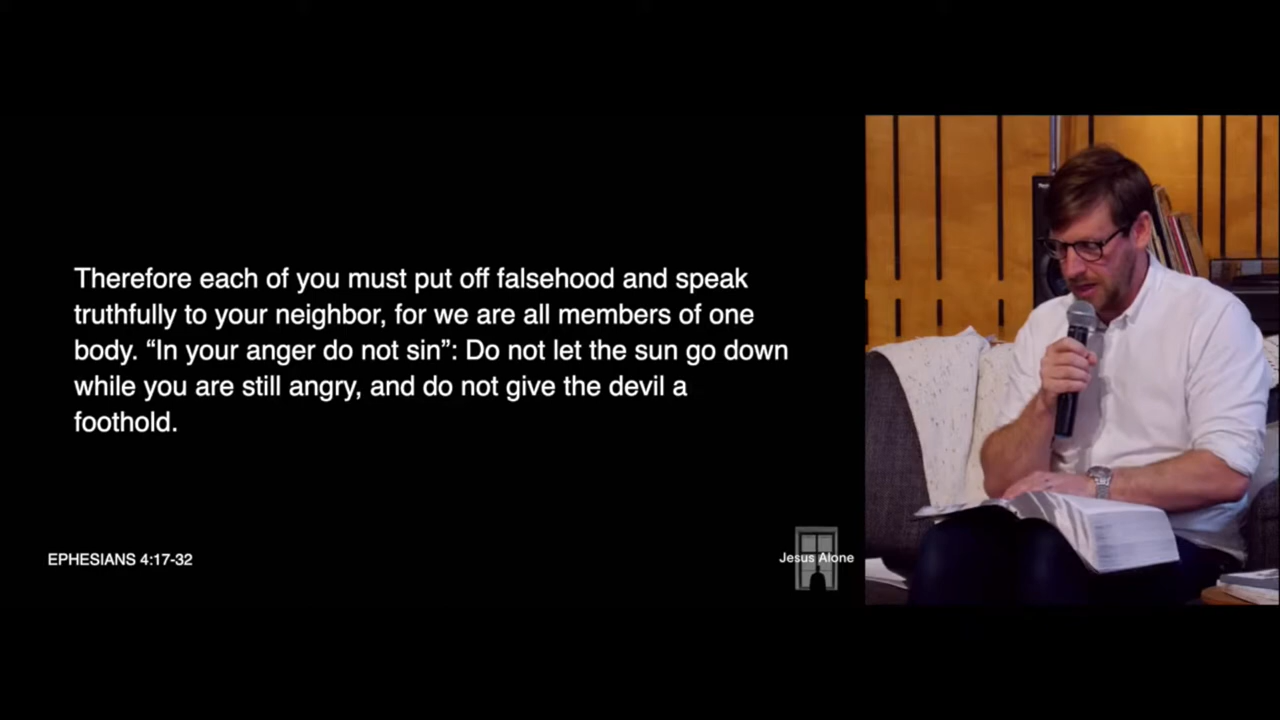 Therefore each of you must put off falsehood and speak
truthfully to your neighbor, for we are all members of one
body. “In your anger do not sin”: Do not let the sun go down
while you are still angry, and do not give the devil a
foothold.
EPHESIANS 4:17-32
Jesus Alone